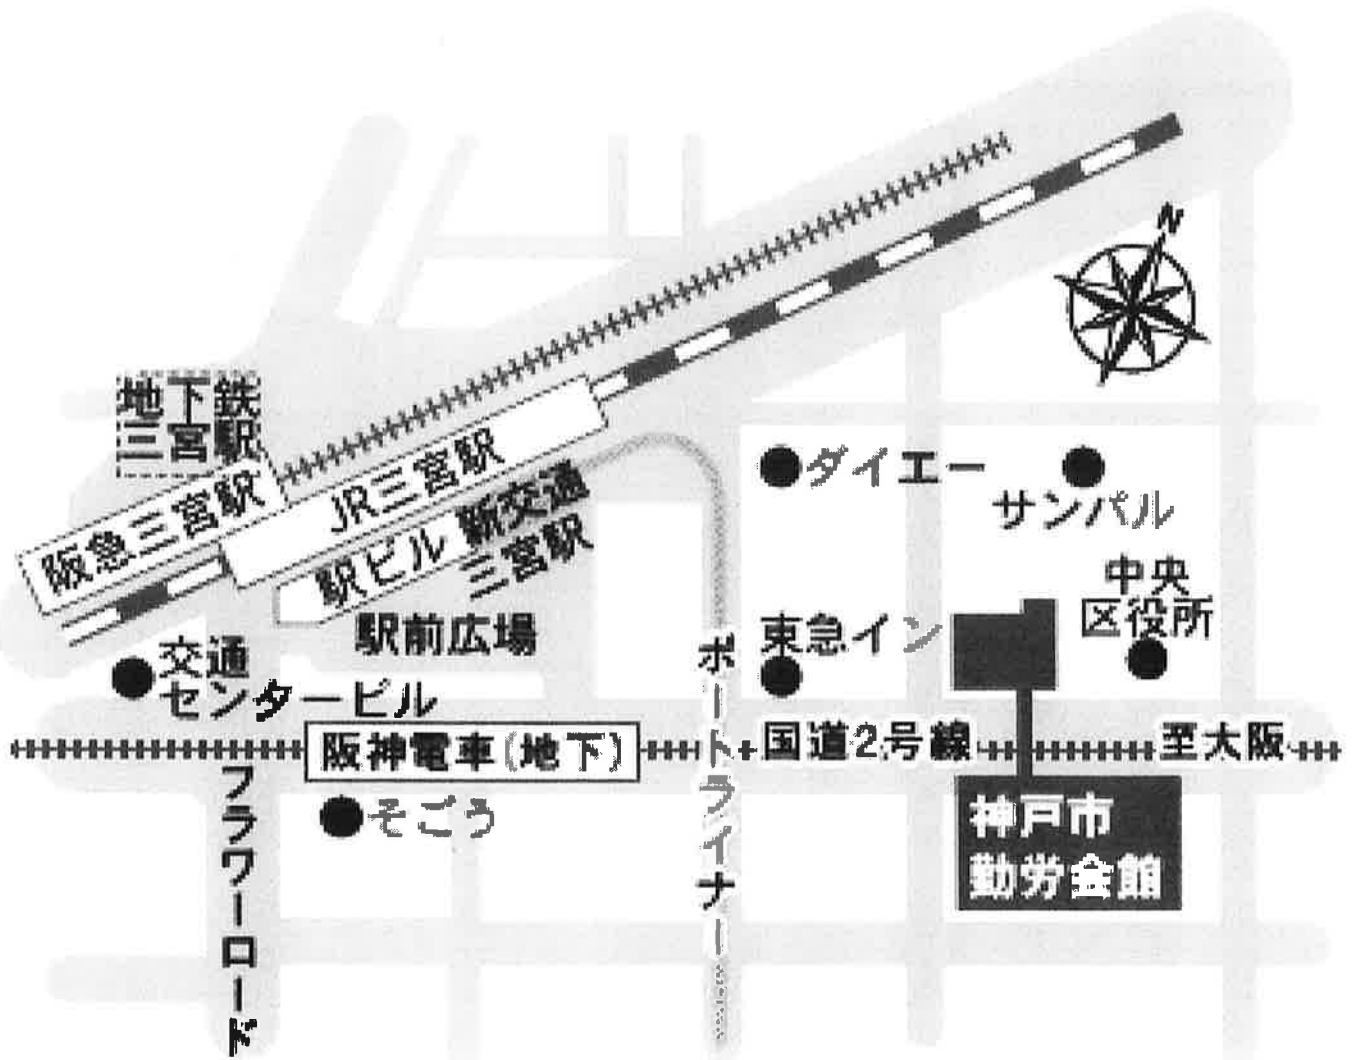 N
地下鉄
三宮駅
阪急三宮駅
JR三宮駅
駅ビル
新交通
三宮駅
駅前広場
ダイエー
サンパル
中央
区役所
東急イン
交通
センタービル
ポートライナー
阪神電車(地下)
国道2号線
至大阪
フラワーロード
そごう
神戸市
勤労会館